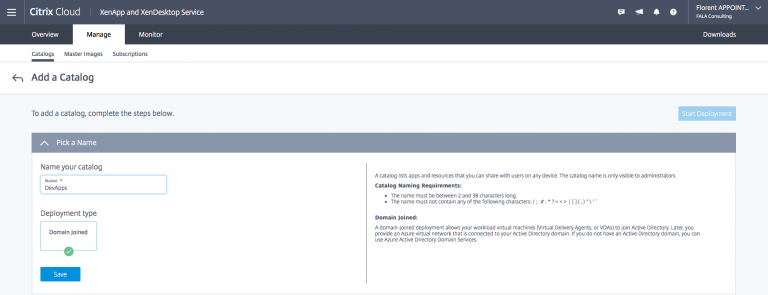 Citrix Cloud XenApp and XenDesktop Service
Florent APPOINT...
FALA Consulting
Overview Manage Monitor Downloads
Catalogs Master Images Subscriptions
Add a Catalog
To add a catalog, complete the steps below.
Start Deployment
Pick a Name
Name your catalog
Name *
DevApps
Deployment type
Domain Joined
Save
A catalog lists apps and resources that you can share with users on any device. The catalog name is only visible to administrators.
Catalog Naming Requirements:
The name must be between 2 and 38 characters long.
The name must not contain any of the following characters:
Domain Joined:
A domain-joined deployment allows your workload virtual machines (Virtual Delivery Agents, or VDAs) to join Active Directory. Later, you
provide an Azure virtual network that is connected to your Active Directory domain. If you do not have an Active Directory domain, you can
use Azure Active Directory Domain Services.